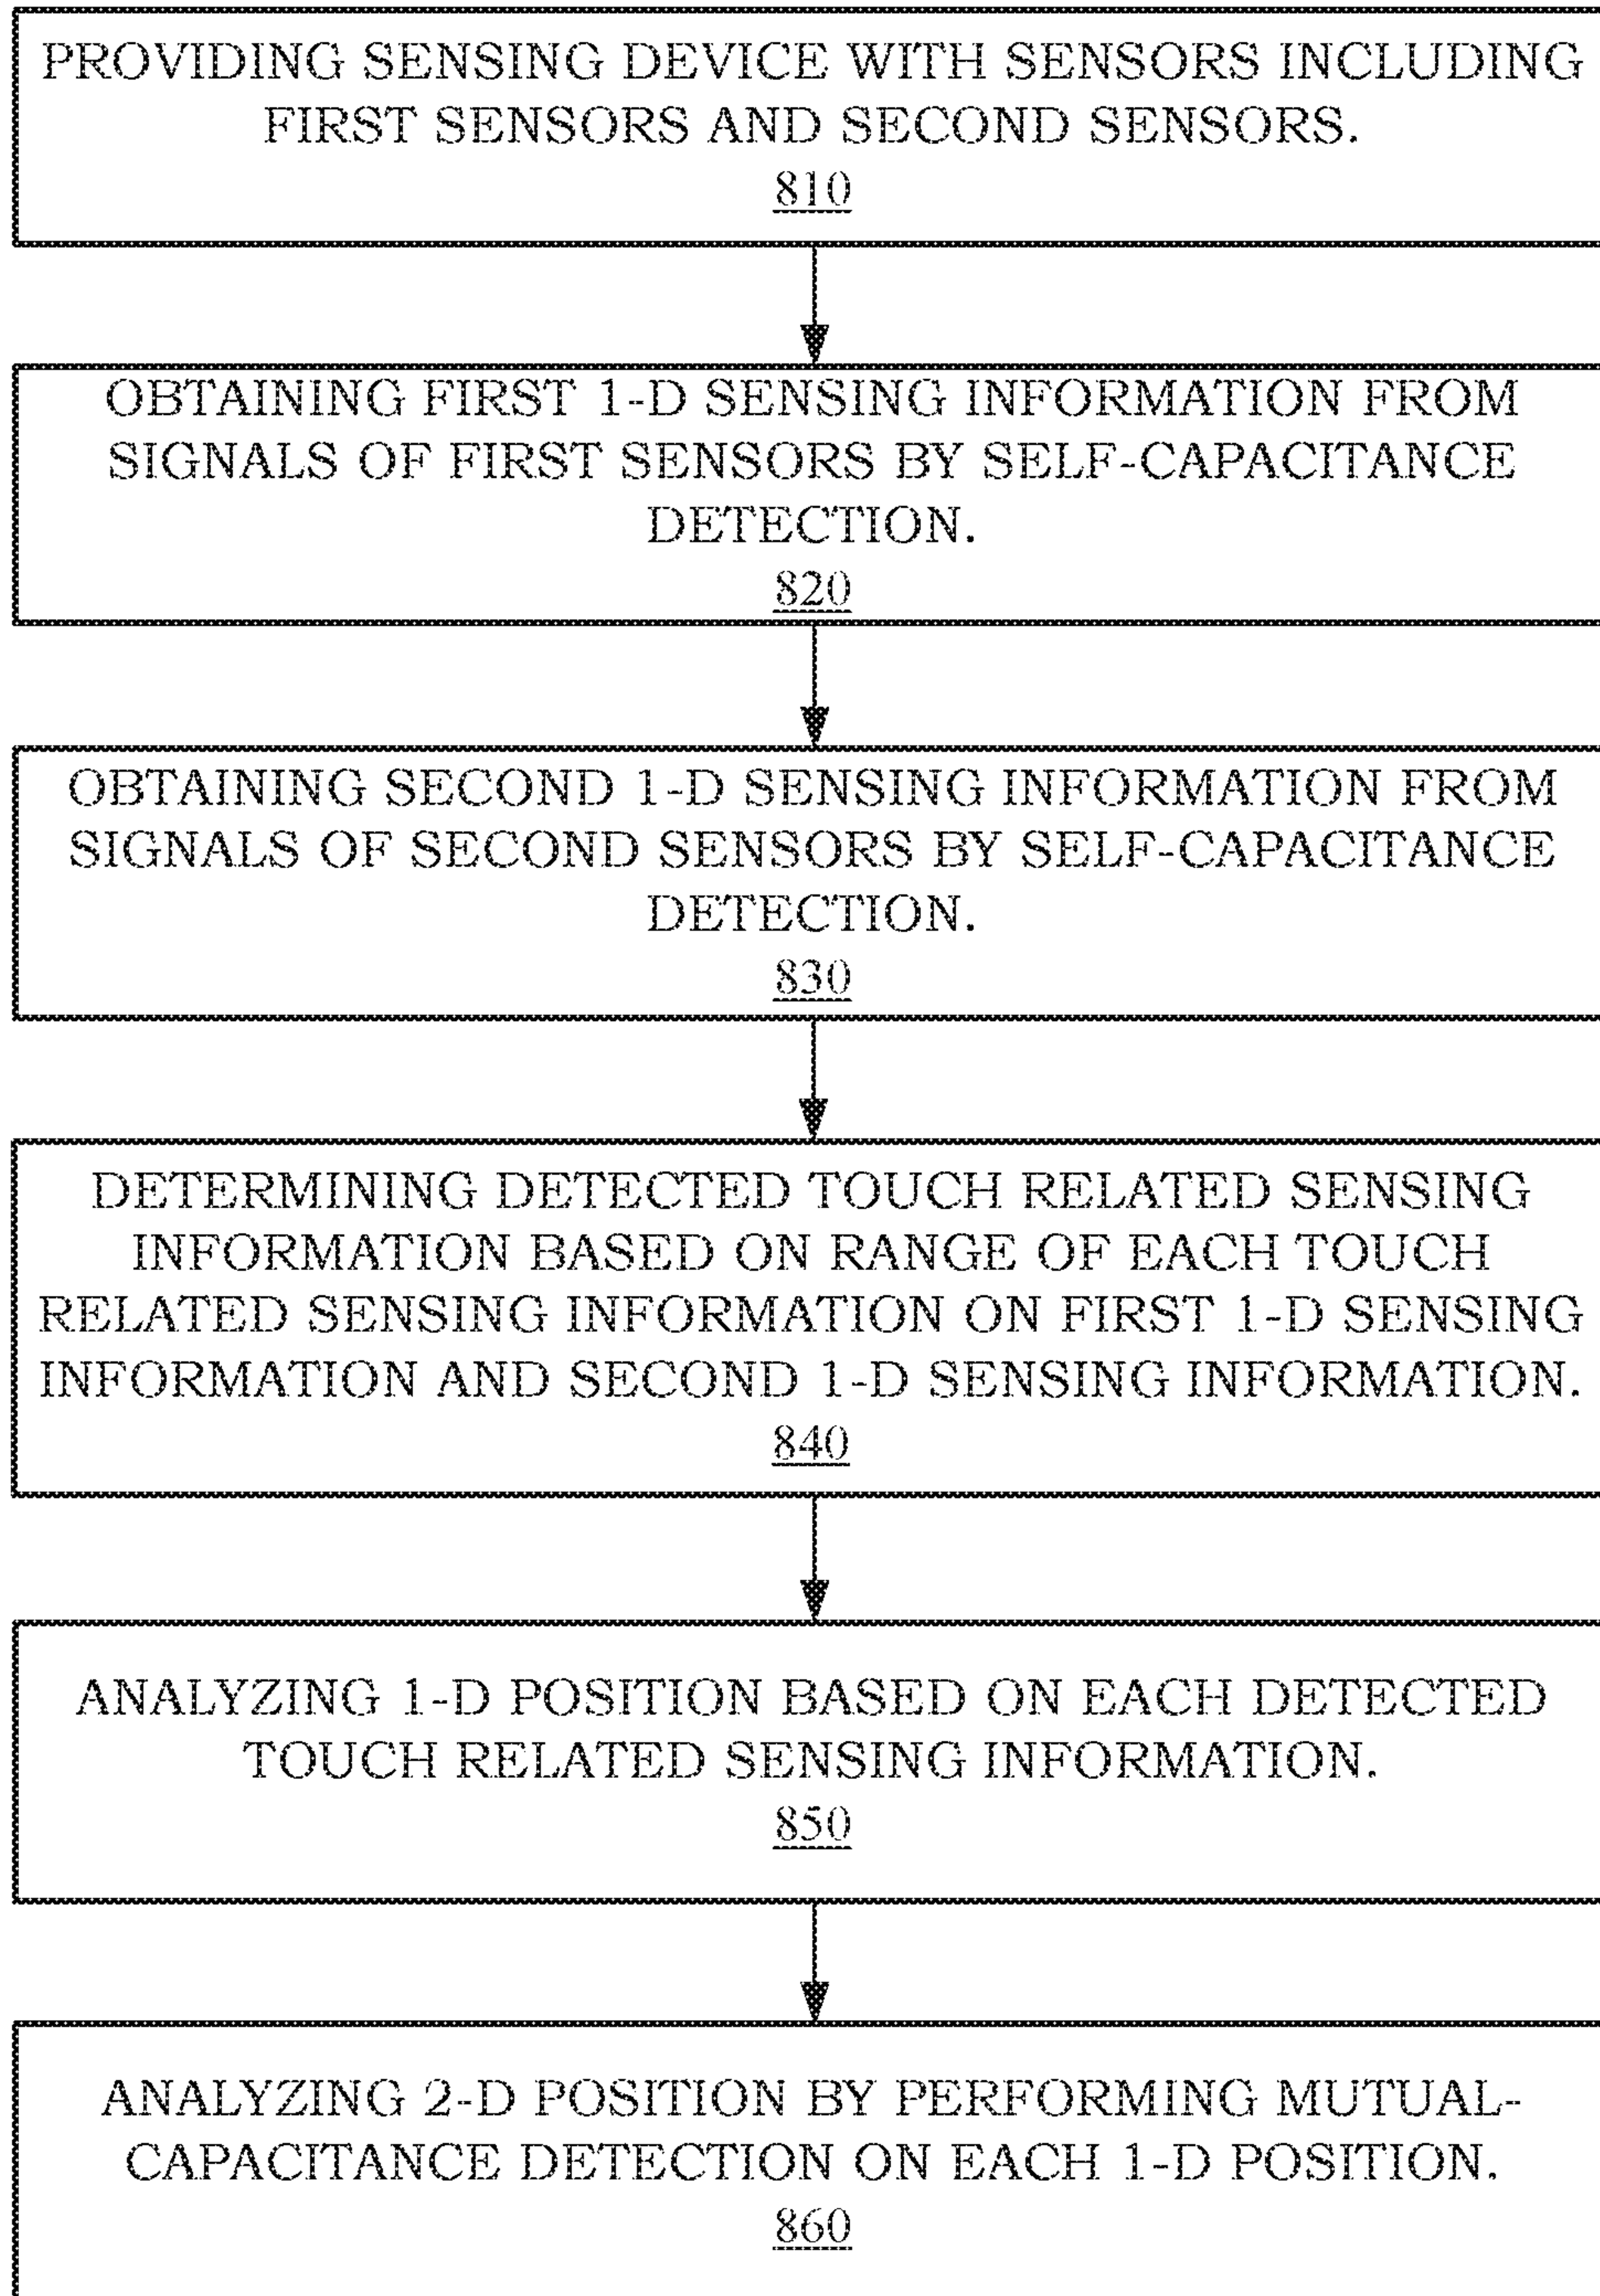 PROVIDING SENSING DEVICE WITH SENSORS INCLUDING
FIRST SENSORS AND SECOND SENSORS.
810
OBTAINING FIRST 1-D SENSING INFORMATION FROM
SIGNALS OF FIRST SENSORS BY SELF-CAPACITANCE
DETECTION.
820
OBTAINING SECOND 1-D SENSING INFORMATION FROM
SIGNALS OF SECOND SENSORS BY SELF-CAPACITANCE
DETECTION.
830
DETERMINING DETECTED TOUCH RELATED SENSING
INFORMATION BASED ON RANGE OF EACH TOUCH
RELATED SENSING INFORMATION ON FIRST 1-D SENSING
INFORMATION AND SECOND 1-D SENSING INFORMATION.
840
ANALYZING 1-D POSITION BASED ON EACH DETECTED
TOUCH RELATED SENSING INFORMATION.
850
ANALYZING 2-D POSITION BY PERFORMING MUTUAL-
CAPACITANCE DETECTION ON EACH 1-D POSITION.
860